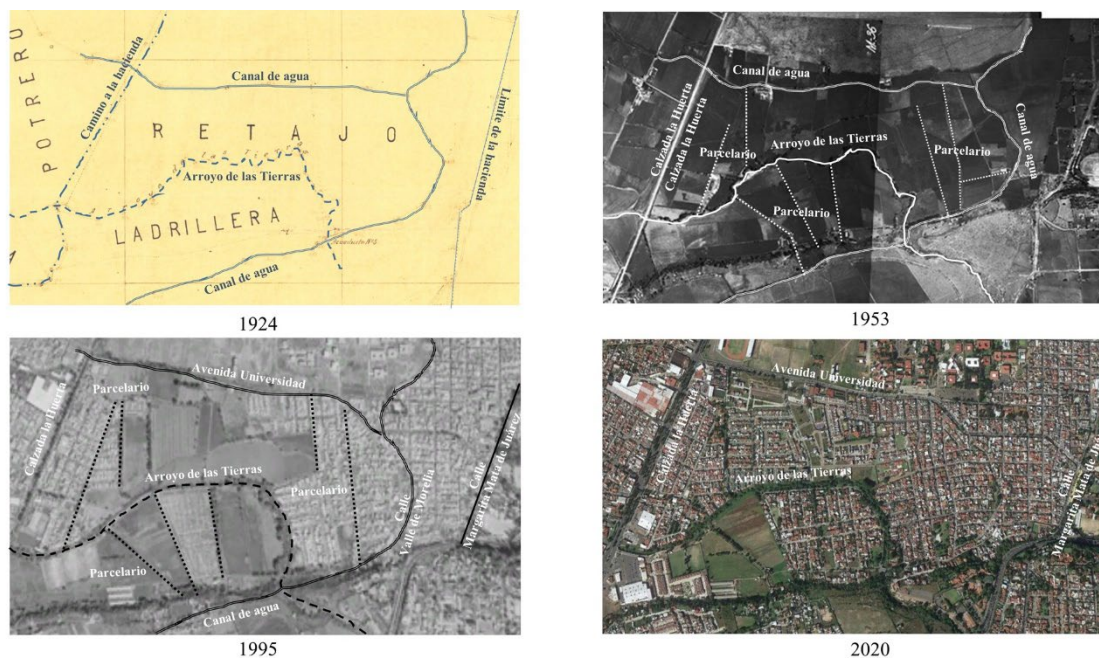 POTRERO
Camino a la hacienda
Canal de agua
RETAJO
Límite de la hacienda
Arroyo de las Tierras
LADRILLERA
A
Canal de agua
1924
Calzada la Huerta
Calzada la Huerta
Canal de agua
Parcelario
Arroyo de las Tierras
Parcelario
Canal de agua
Parcelario
1953
Calzada la Huerta
Parcelario
Avenida Universidad
Arroyo de las Tierras
Parcelario
Calle
Valle de Morelia
Calle
Margarita Mata de Juárez
Parcelario
Canal de agua
1995
Avenida Universidad
Calzada la Huerta
Arroyo de las Tierras
Calle
Margarita Mata de Juárez
2020